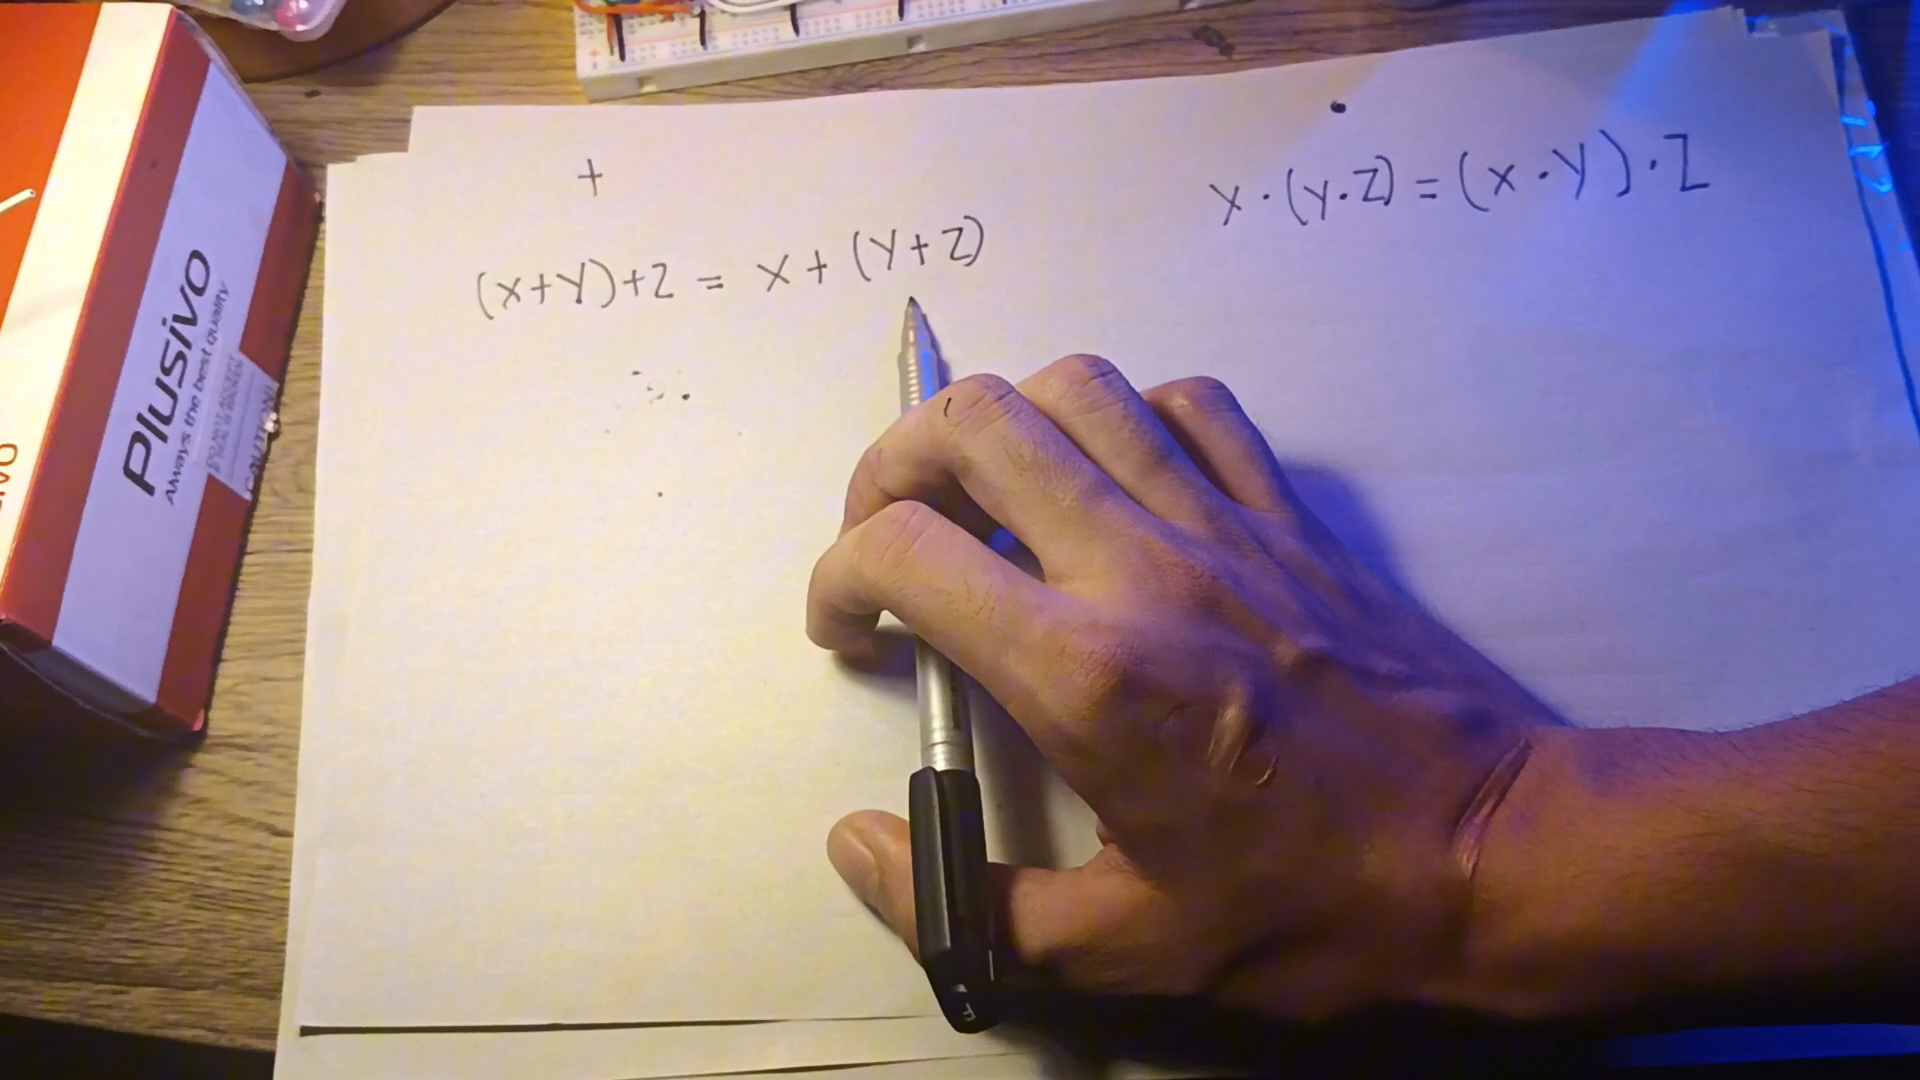 +
(x+y)+z = x+(y+z)
•
x·(y·z)=(x·y)·z
Plusivo
Always the best quality
CAUTION